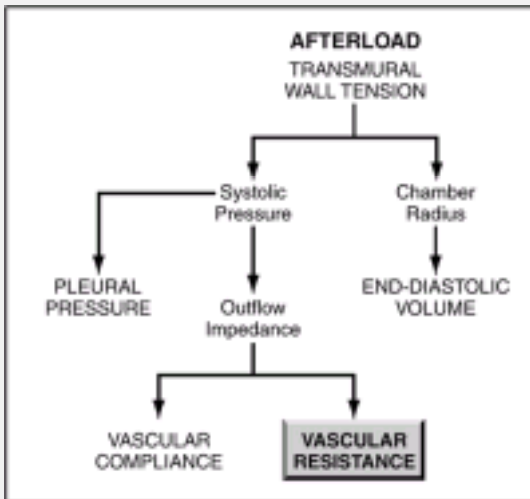 AFTERLOAD
TRANSMURAL
WALL TENSION
Systolic
Pressure
Chamber
Radius
PLEURAL
PRESSURE
END-DIASTOLIC
VOLUME
Outflow
Impedance
VASCULAR
COMPLIANCE
VASCULAR
RESISTANCE